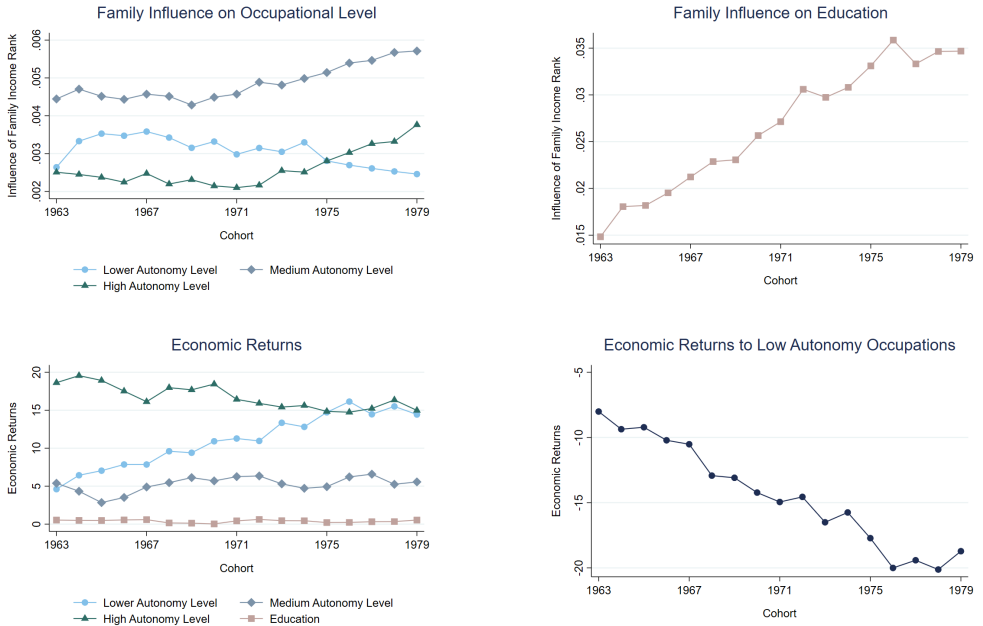 Family Influence on Occupational Level
Influence of Family Income Rank
.006
.005
.004
.003
.002
1963 1967 1971 1975 1979
Cohort
Lower Autonomy Level Medium Autonomy Level
High Autonomy Level
Family Influence on Education
Influence of Family Income Rank
.035
.03
.025
.02
.015
1963 1967 1971 1975 1979
Cohort
Economic Returns
Economic Returns
20
15
10
5
0
1963 1967 1971 1975 1979
Cohort
Lower Autonomy Level Medium Autonomy Level
High Autonomy Level Education
Economic Returns to Low Autonomy Occupations
Economic Returns
-5
-10
-15
-20
1963 1967 1971 1975 1979
Cohort